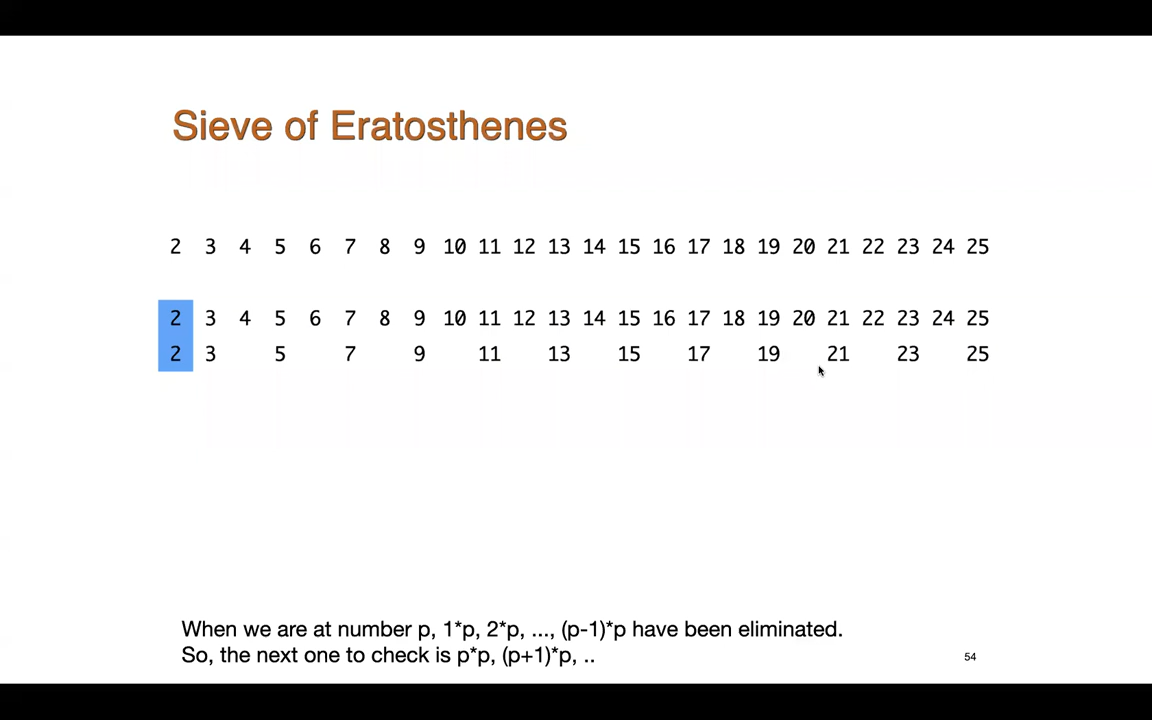 Sieve of Eratosthenes
2 3 4 5 6 7 8 9 10 11 12 13 14 15 16 17 18 19 20 21 22 23 24 25
2 3 4 5 6 7 8 9 10 11 12 13 14 15 16 17 18 19 20 21 22 23 24 25
2 3 5 7 9 11 13 15 17 19 21 23 25
When we are at number p, 1*p, 2*p, ..., (p-1)*p have been eliminated.
So, the next one to check is p*p, (p+1)*p, ..
54